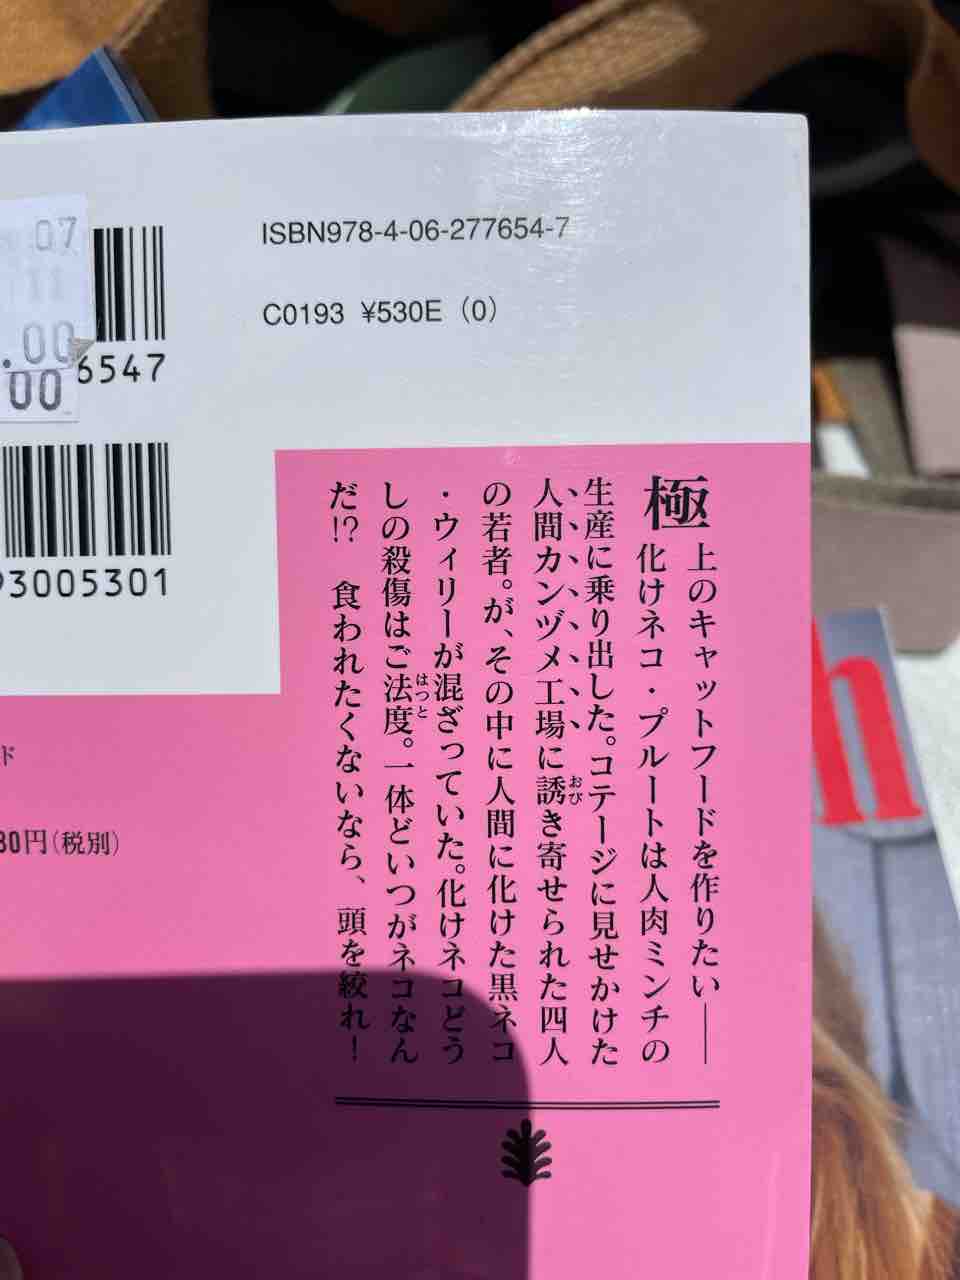 .07
11
.00
00
6547
ISBN978-4-06-277654-7
C0193 ¥530E (0)
93005301
極上のキャットフードを作りたい――
化けネコ・プルートは人肉ミンチの
生産に乗り出した。コテージに見せかけた
人間カンヅメ工場に誘き寄せられた四人
おび
の若者。が、その中に人間に化けた黒ネコ
・ウィリーが混ざっていた。化けネコどう
しの殺傷はご法度。一体どいつがネコなん
はっと
だ!? 食われたくないなら、頭を絞れ!
ド
30円(税別)
h